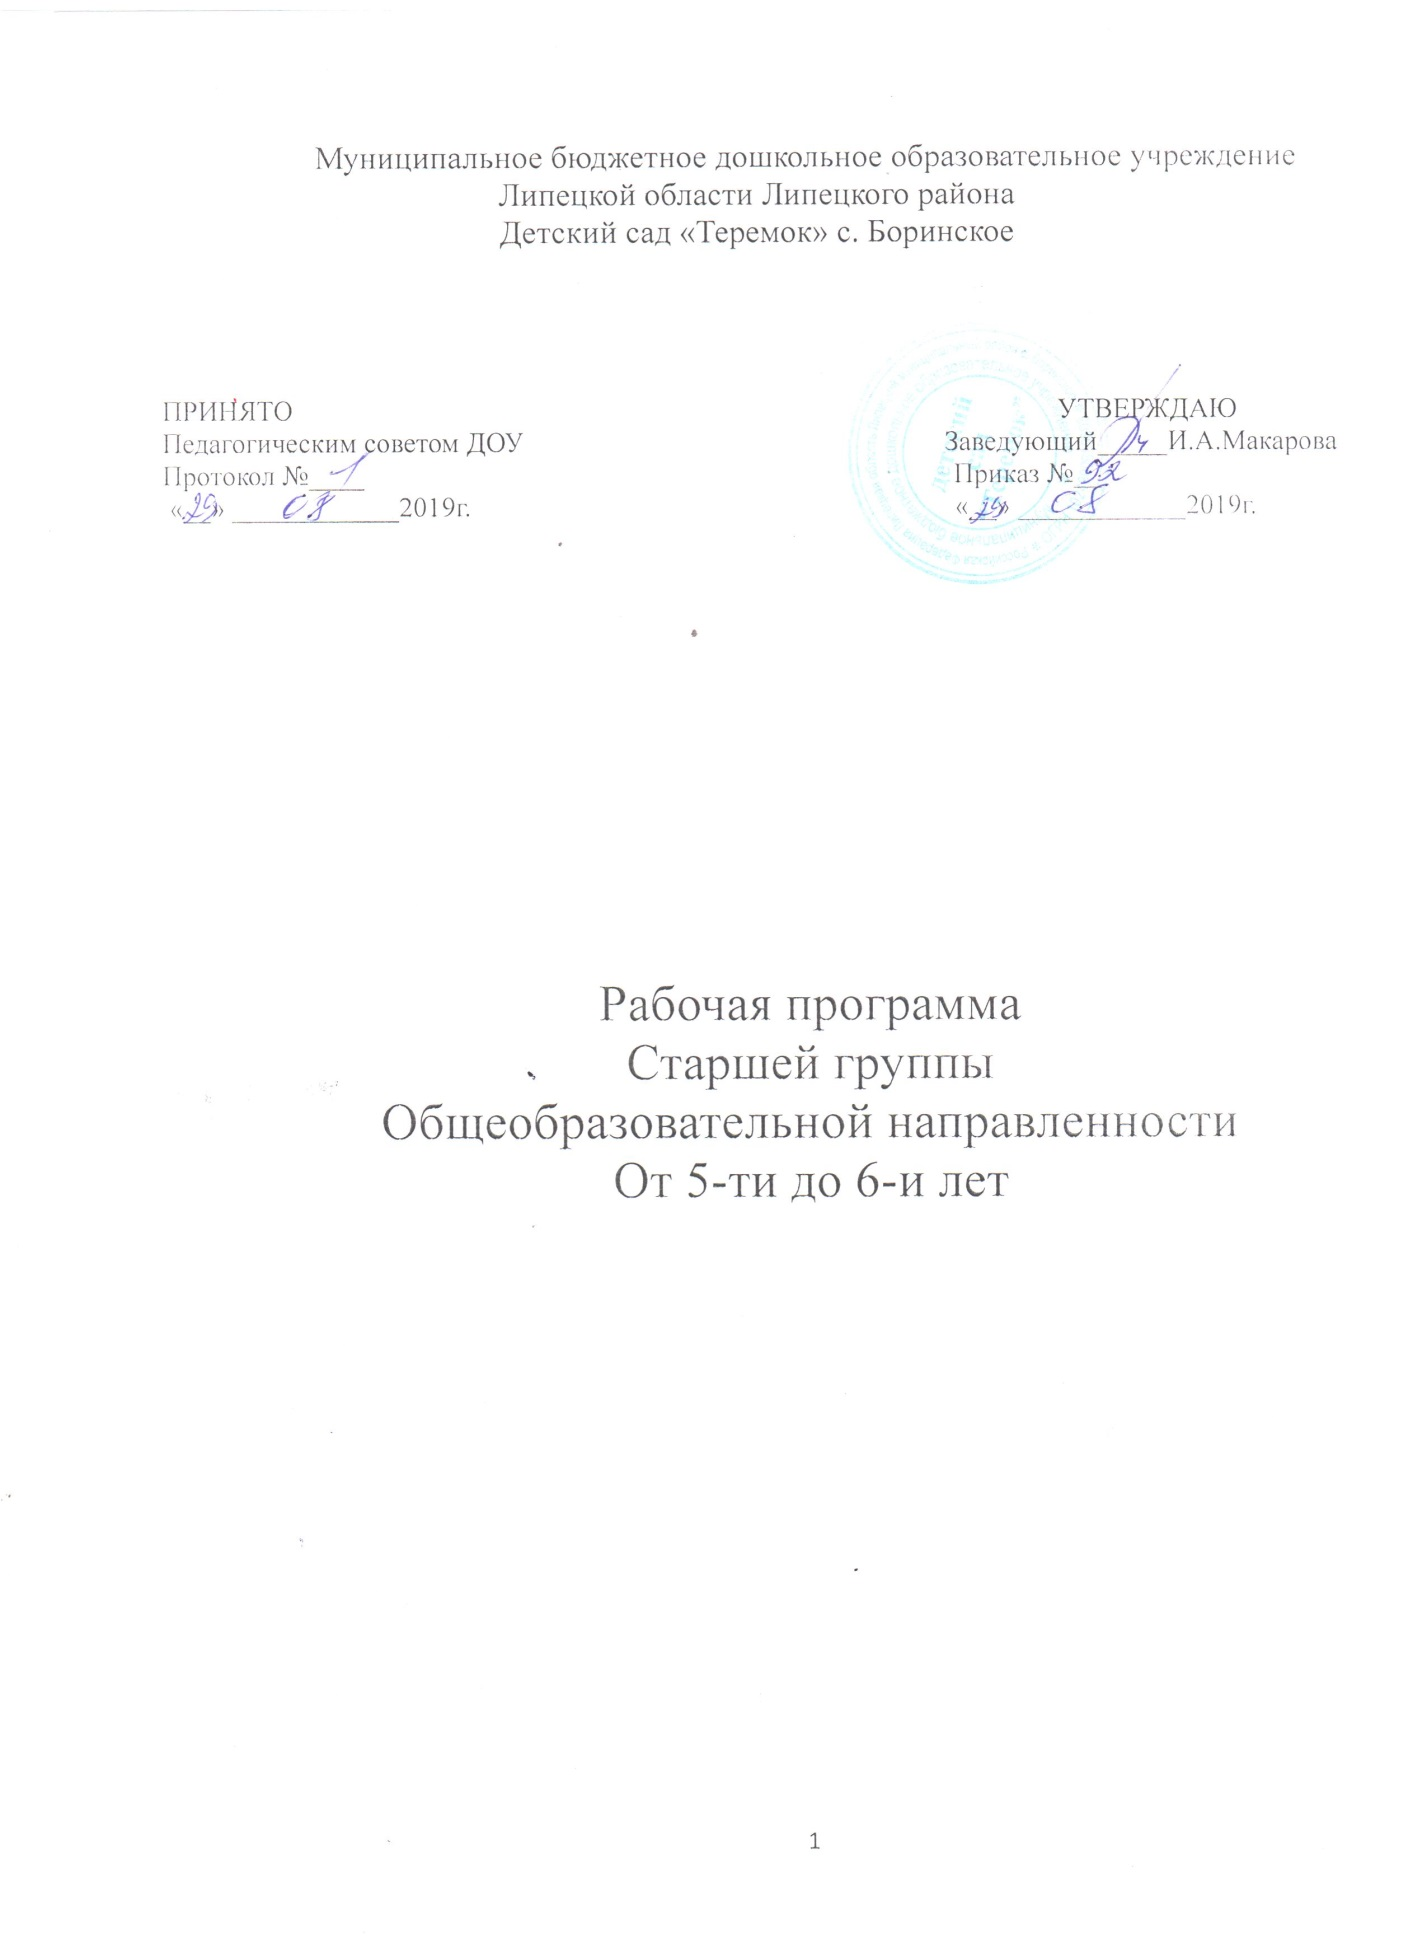 Муниципальное бюджетное дошкольное образовательное учреждение
Липецкой области Липецкого района
Детский сад «Теремок» с. Боринское
ПРИНЯТО
Педагогическим советом ДОУ
Протокол № 1
«29» 08 2019г.
УТВЕРЖДАЮ
Заведующий И.А.Макарова
Приказ № 92
«29» 08 2019г.
детский
Рабочая программа
Старшей группы
Общеобразовательной направленности
От 5-ти до 6-и лет
1